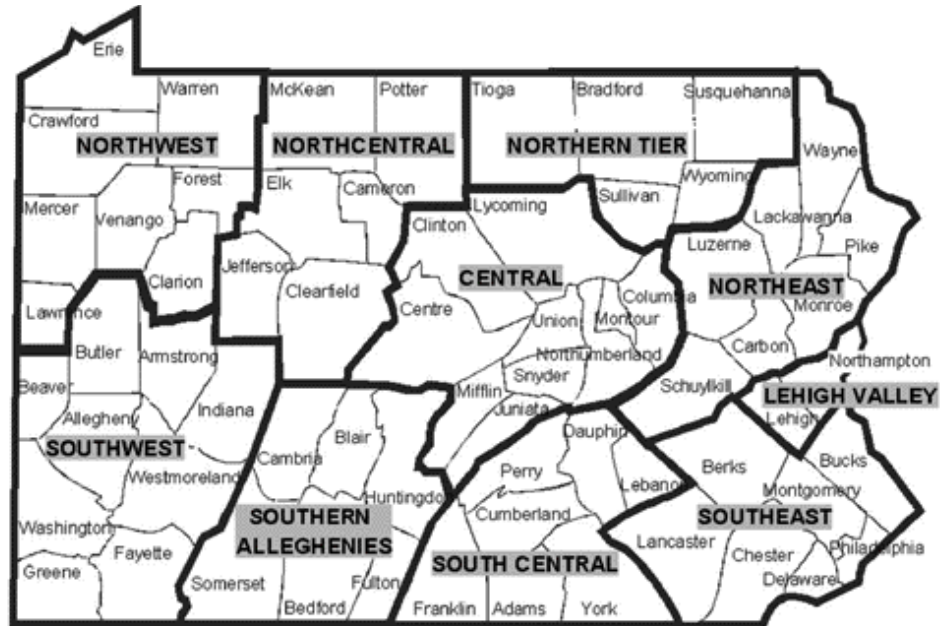 Erie
Warren
McKean
Potter
Tioga
Bradford
Susquehanna
Crawford
NORTHWEST
NORTHCENTRAL
NORTHERN TIER
Wayne
Forest
Elk
Cameron
Wyoming
Mercer
Venango
Sullivan
Lycoming
Clinton
Lackawanna
Luzerne
Pike
Jefferson
Clarion
Clearfield
CENTRAL
NORTHEAST
Centre
Columbia
Lawrence
Union
Montour
Monroe
Butler
Armstrong
Northumberland
Carbon
Northampton
Beaver
Snyder
Mifflin
Schuylkill
LEHIGH VALLEY
Allegheny
Indiana
Juniata
Lehigh
SOUTHWEST
Blair
Dauphin
Cambria
Perry
Berks
Bucks
Westmoreland
Lebanon
Montgomery
Huntingdo
Cumberland
SOUTHERN
ALLEGHENIES
SOUTHEAST
Washington
Lancaster
Philadelphia
Fayette
Chester
Greene
SOUTH CENTRAL
Somerset
Fulton
Delaware
Bedford
Franklin
Adams
York